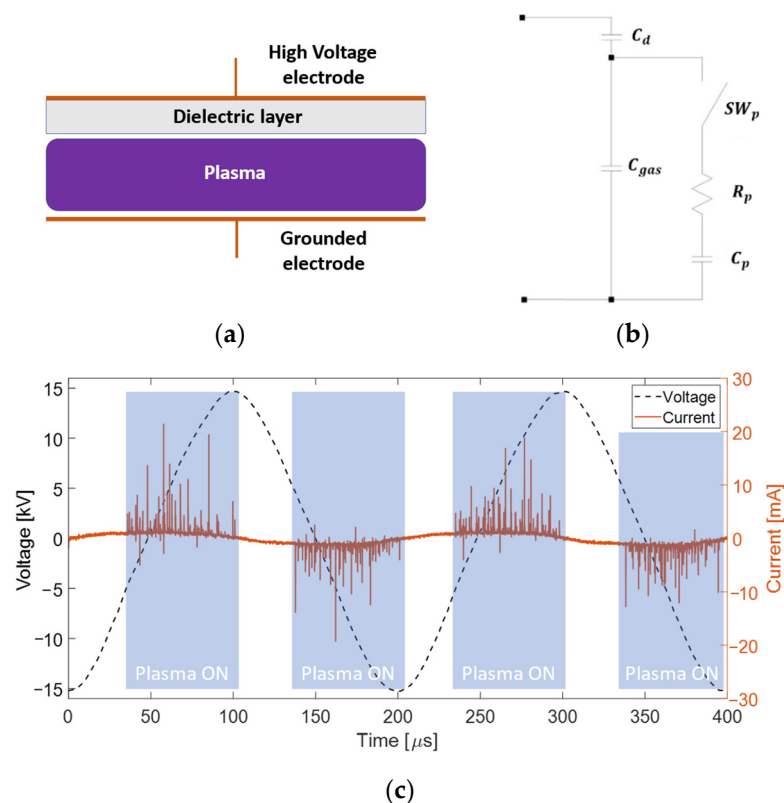 High Voltage
electrode
Dielectric layer
Plasma
Grounded
electrode
(a)
C_d
SW_p
C_gas
R_p
C_p
(b)
15
10
5
0
−5
−10
−15
Voltage [kV]
30
20
10
0
−10
−20
−30
Current [mA]
Voltage
Current
Plasma ON
Plasma ON
Plasma ON
Plasma ON
0 50 100 150 200 250 300 350 400
Time [μs]
(c)